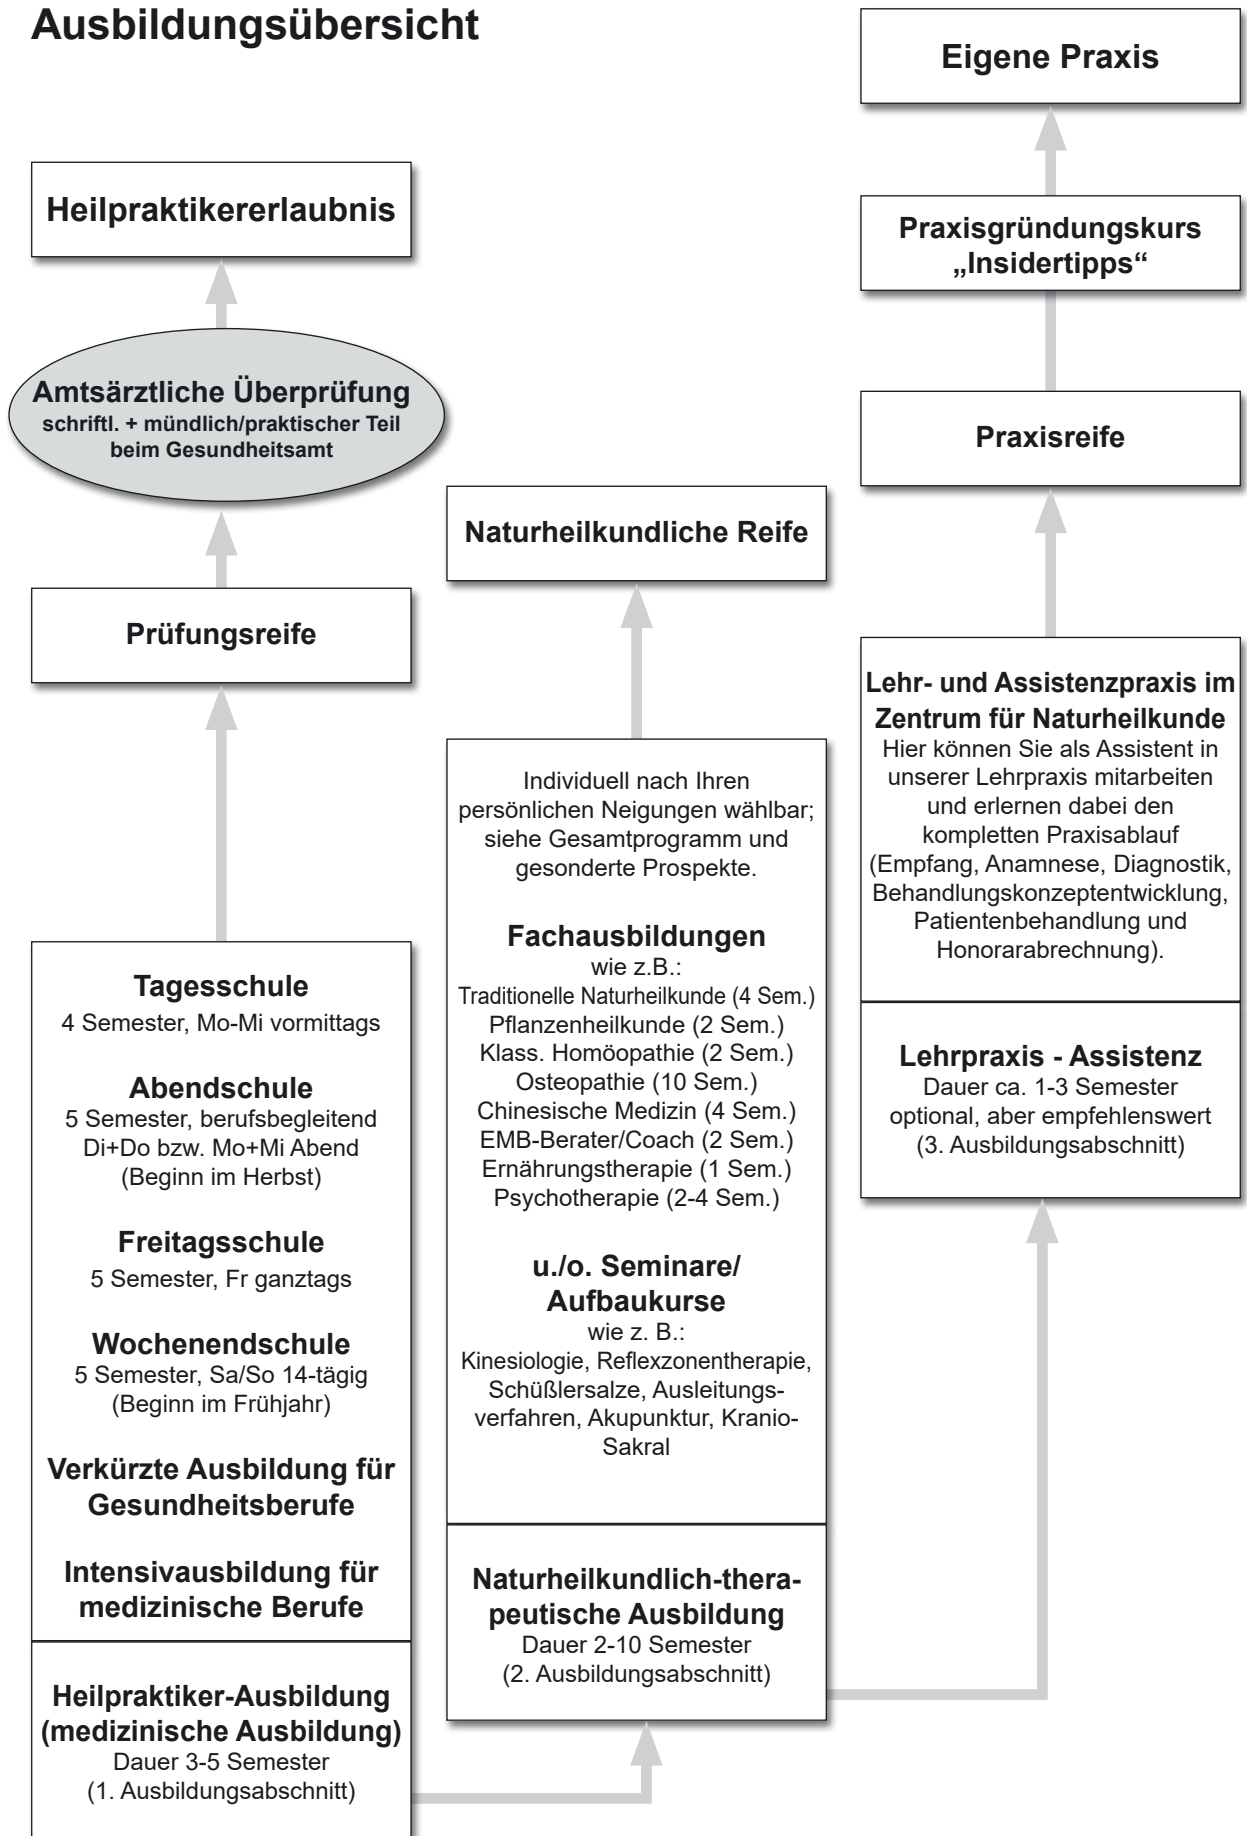 Ausbildungsübersicht
Heilpraktikererlaubnis
Amtsärztliche Überprüfung
schriftl. + mündlich/praktischer Teil
beim Gesundheitsamt
Prüfungsreife
Tagesschule
4 Semester, Mo-Mi vormittags
Abendschule
5 Semester, berufsbegleitend
Di+Do bzw. Mo+Mi Abend
(Beginn im Herbst)
Freitagsschule
5 Semester, Fr ganztags
Wochenendschule
5 Semester, Sa/So 14-tägig
(Beginn im Frühjahr)
Verkürzte Ausbildung für
Gesundheitsberufe
Intensivausbildung für
medizinische Berufe
Heilpraktiker-Ausbildung
(medizinische Ausbildung)
Dauer 3-5 Semester
(1. Ausbildungsabschnitt)
Naturheilkundliche Reife
Individuell nach Ihren
persönlichen Neigungen wählbar;
siehe Gesamtprogramm und
gesonderte Prospekte.
Fachausbildungen
wie z.B.:
Traditionelle Naturheilkunde (4 Sem.)
Pflanzenheilkunde (2 Sem.)
Klass. Homöopathie (2 Sem.)
Osteopathie (10 Sem.)
Chinesische Medizin (4 Sem.)
EMB-Berater/Coach (2 Sem.)
Ernährungstherapie (1 Sem.)
Psychotherapie (2-4 Sem.)
u./o. Seminare/
Aufbaukurse
wie z. B.:
Kinesiologie, Reflexzonentherapie,
Schüßlersalze, Ausleitungs-
verfahren, Akupunktur, Kranio-
Sakral
Naturheilkundlich-thera-
peutische Ausbildung
Dauer 2-10 Semester
(2. Ausbildungsabschnitt)
Eigene Praxis
Praxisgründungskurs
„Insidertipps“
Praxisreife
Lehr- und Assistenzpraxis im
Zentrum für Naturheilkunde
Hier können Sie als Assistent in
unserer Lehrpraxis mitarbeiten
und erlernen dabei den
kompletten Praxisablauf
(Empfang, Anamnese, Diagnostik,
Behandlungskonzeptentwicklung,
Patientenbehandlung und
Honorarabrechnung).
Lehrpraxis - Assistenz
Dauer ca. 1-3 Semester
optional, aber empfehlenswert
(3. Ausbildungsabschnitt)